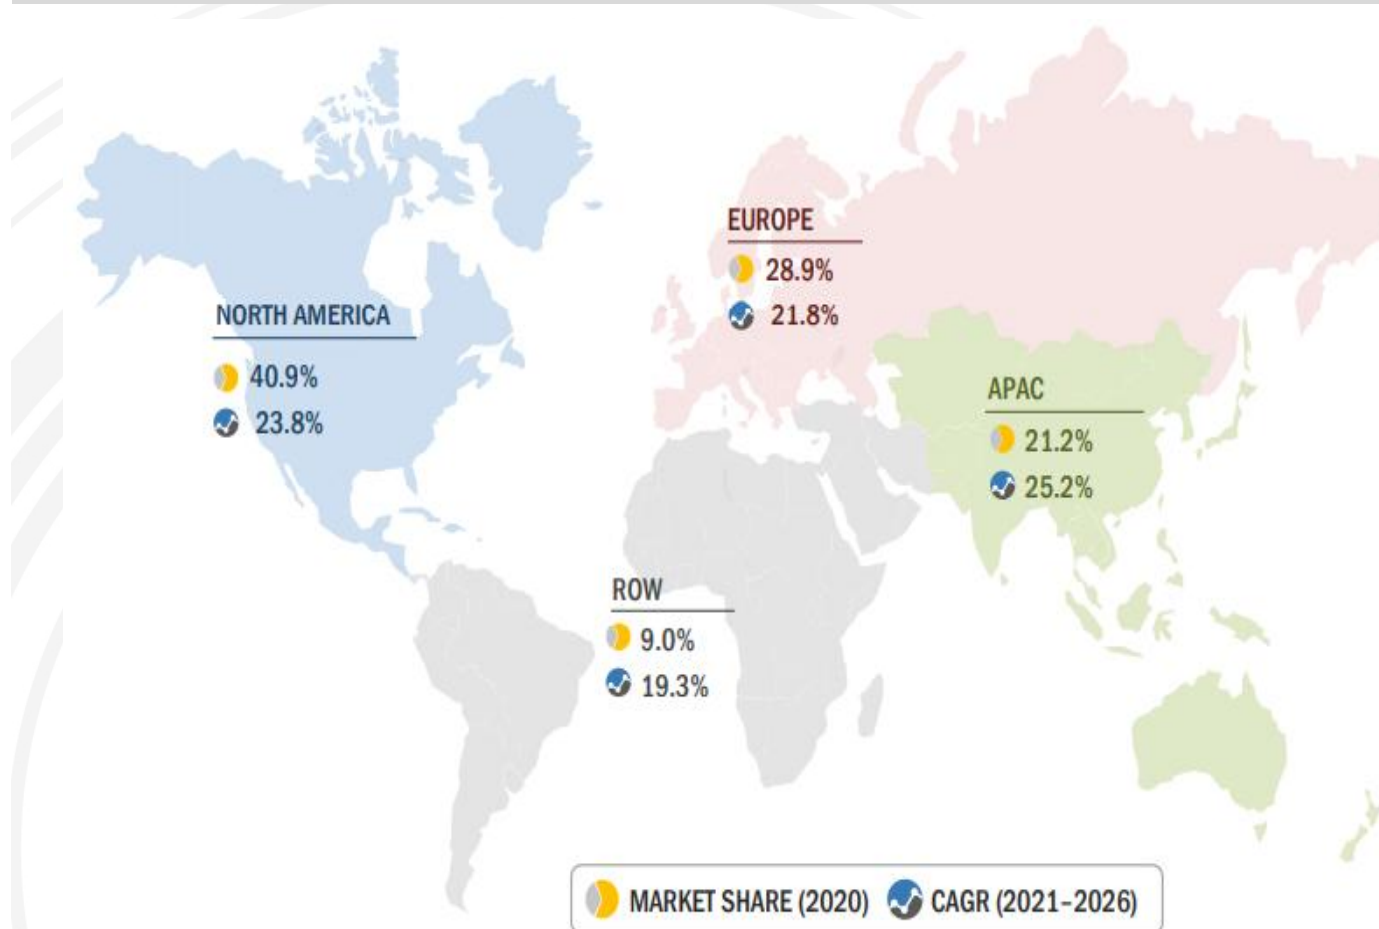 EUROPE
28.9%
21.8%
NORTH AMERICA
40.9%
23.8%
APAC
21.2%
25.2%
ROW
9.0%
19.3%
MARKET SHARE (2020) CAGR (2021–2026)